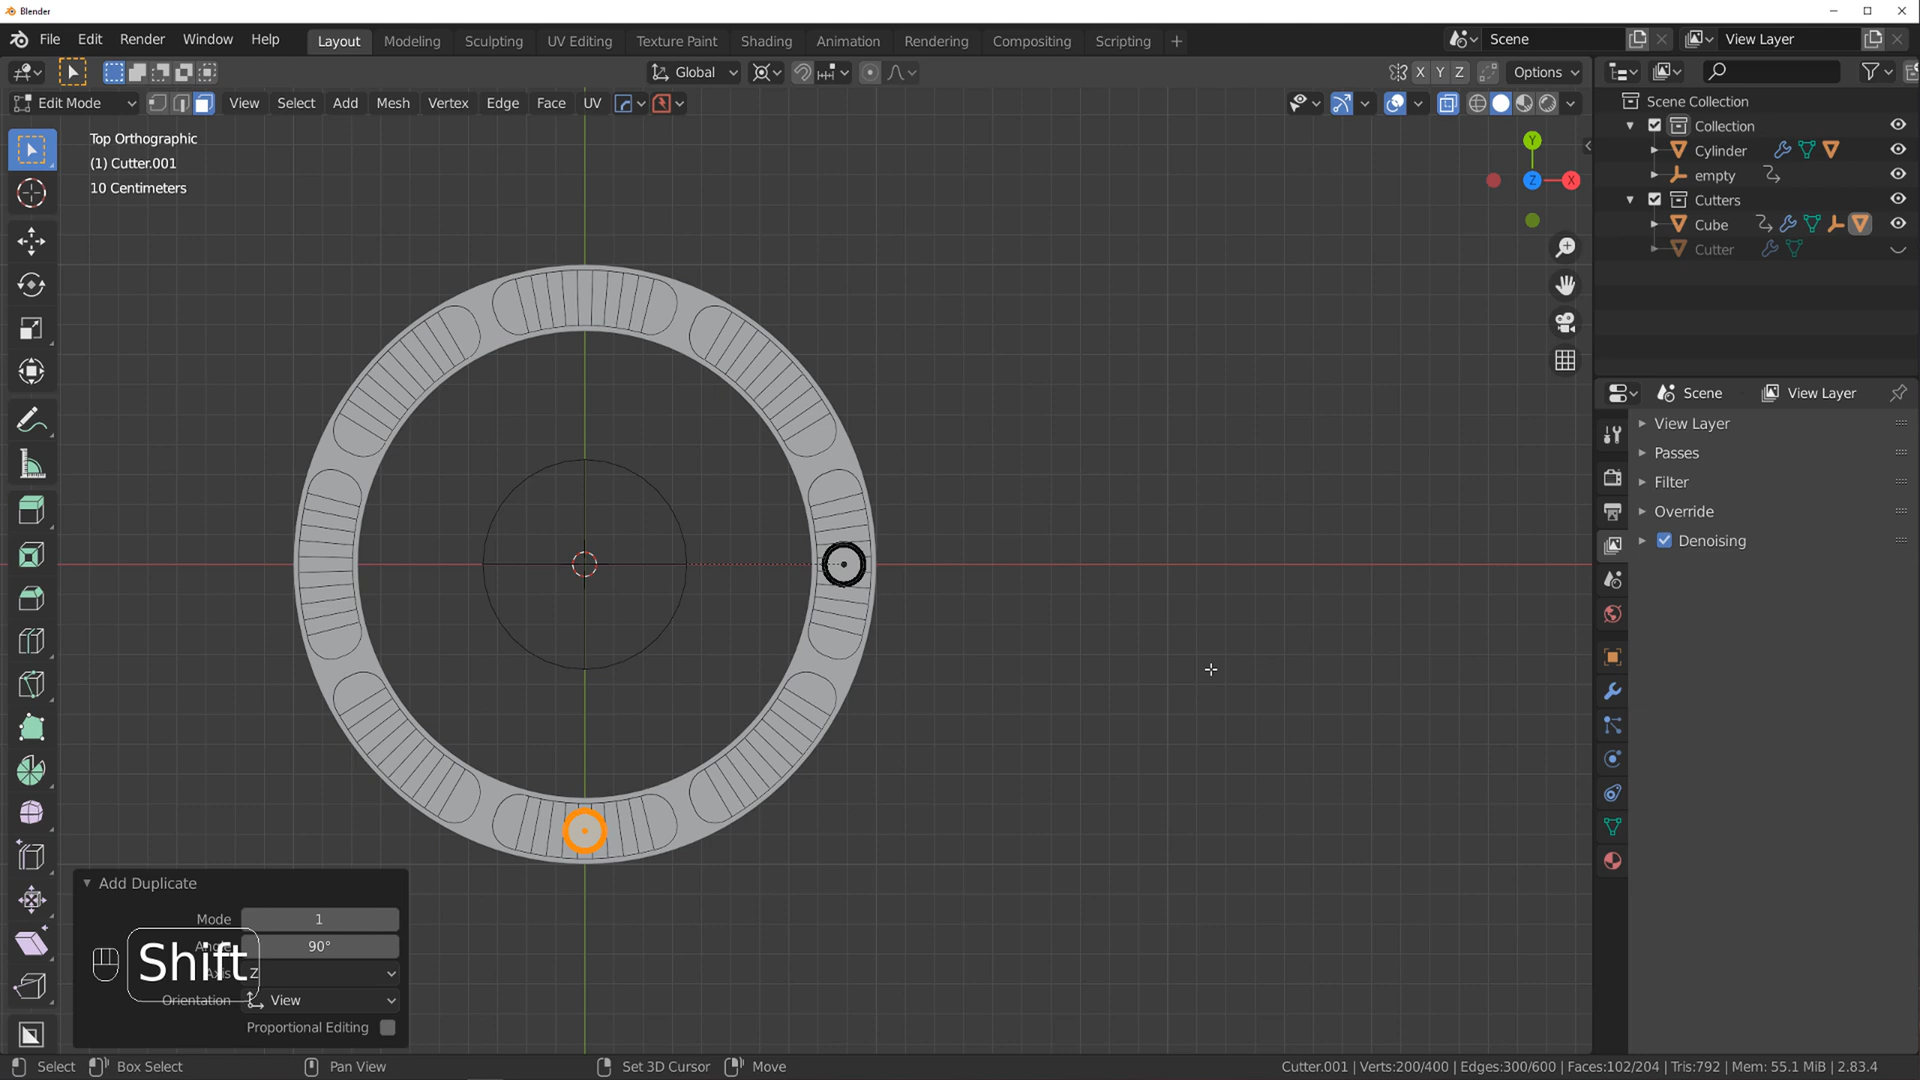 Blender
File Edit Render Window Help Layout Modeling Sculpting UV Editing Texture Paint Shading Animation Rendering Compositing Scripting + Scene View Layer
Global X Y Z Options
Edit Mode View Select Add Mesh Vertex Edge Face UV
Top Orthographic
(1) Cutter.001
10 Centimeters
Y
Z
X
Scene Collection
Collection
Cylinder
empty
Cutters
Cube
Cutter
Scene View Layer
View Layer
Passes
Filter
Override
Denoising
Add Duplicate
Mode 1
Angle 90°
Axis Z
Orientation View
Proportional Editing
Shift
Select Box Select Pan View Set 3D Cursor Move Cutter.001 | Verts:200/400 | Edges:300/600 | Faces:102/204 | Tris:792 | Mem: 55.1 MiB | 2.83.4